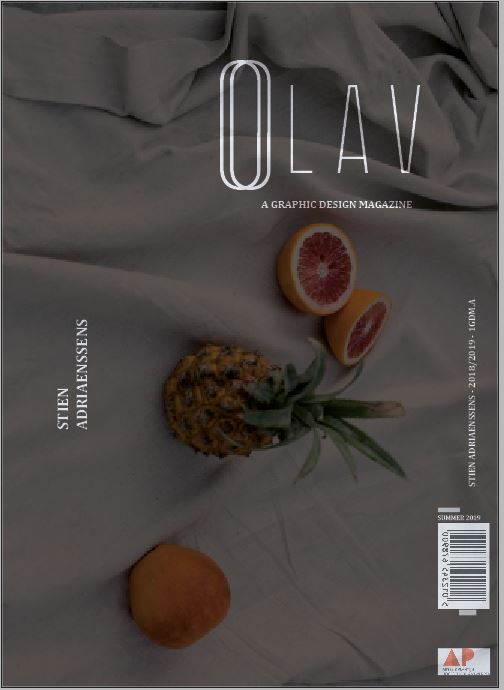 OLAV
A GRAPHIC DESIGN MAGAZINE
STIEN
ADRIAENSSENS
STIEN ADRIAENSSENS - 2018/2019 - 1GDM.A
SUMMER 2019
AP